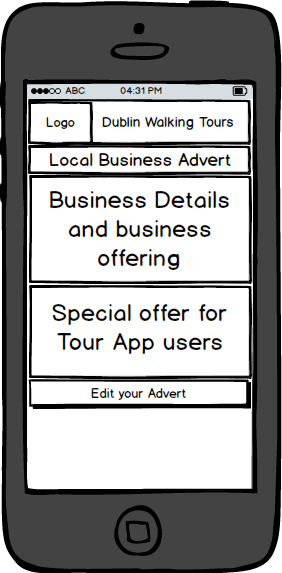 ABC 04:31 PM
Logo Dublin Walking Tours
Local Business Advert
Business Details
and business
offering
Special offer for
Tour App users
Edit your Advert